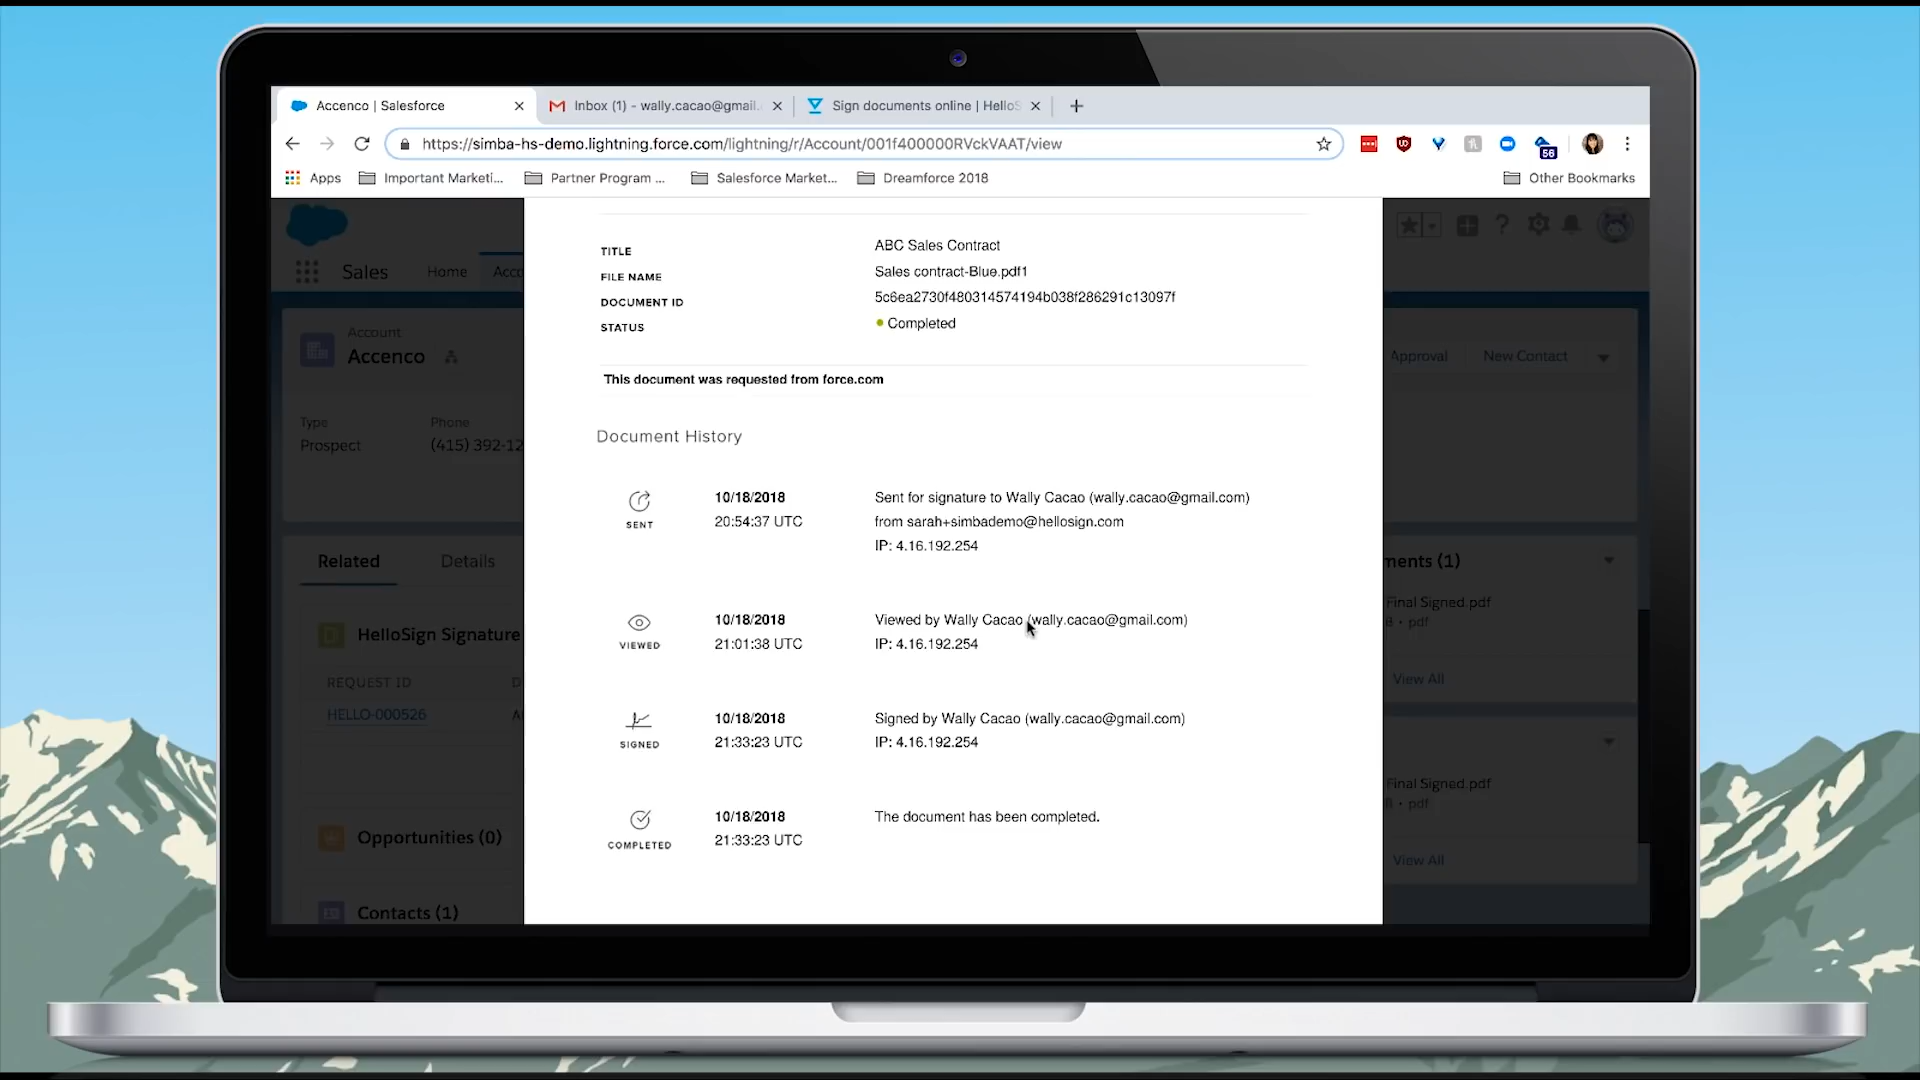 Accenco | Salesforce
Inbox (1) - wally.cacao@gmail.
Sign documents online | HelloS
https://simba-hs-demo.lightning.force.com/lightning/r/Account/001f400000RVckVAAT/view
56
Apps
Important Marketi...
Partner Program ...
Salesforce Market...
Dreamforce 2018
Other Bookmarks
Sales
Home
Acco
Account
Accenco
Type
Prospect
Phone
(415) 392-12
Related
Details
HelloSign Signature
REQUEST ID
D
HELLO-000526
Opportunities (0)
Contacts (1)
TITLE
ABC Sales Contract
FILE NAME
Sales contract-Blue.pdf1
DOCUMENT ID
5c6ea2730f480314574194b038f286291c13097f
STATUS
Completed
This document was requested from force.com
Document History
SENT
10/18/2018
20:54:37 UTC
Sent for signature to Wally Cacao (wally.cacao@gmail.com)
from sarah+simbademo@hellosign.com
IP: 4.16.192.254
VIEWED
10/18/2018
21:01:38 UTC
Viewed by Wally Cacao (wally.cacao@gmail.com)
IP: 4.16.192.254
SIGNED
10/18/2018
21:33:23 UTC
Signed by Wally Cacao (wally.cacao@gmail.com)
IP: 4.16.192.254
COMPLETED
10/18/2018
21:33:23 UTC
The document has been completed.
Approval
New Contact
ments (1)
Final Signed.pdf
B • pdf
View All
Final Signed.pdf
B • pdf
View All